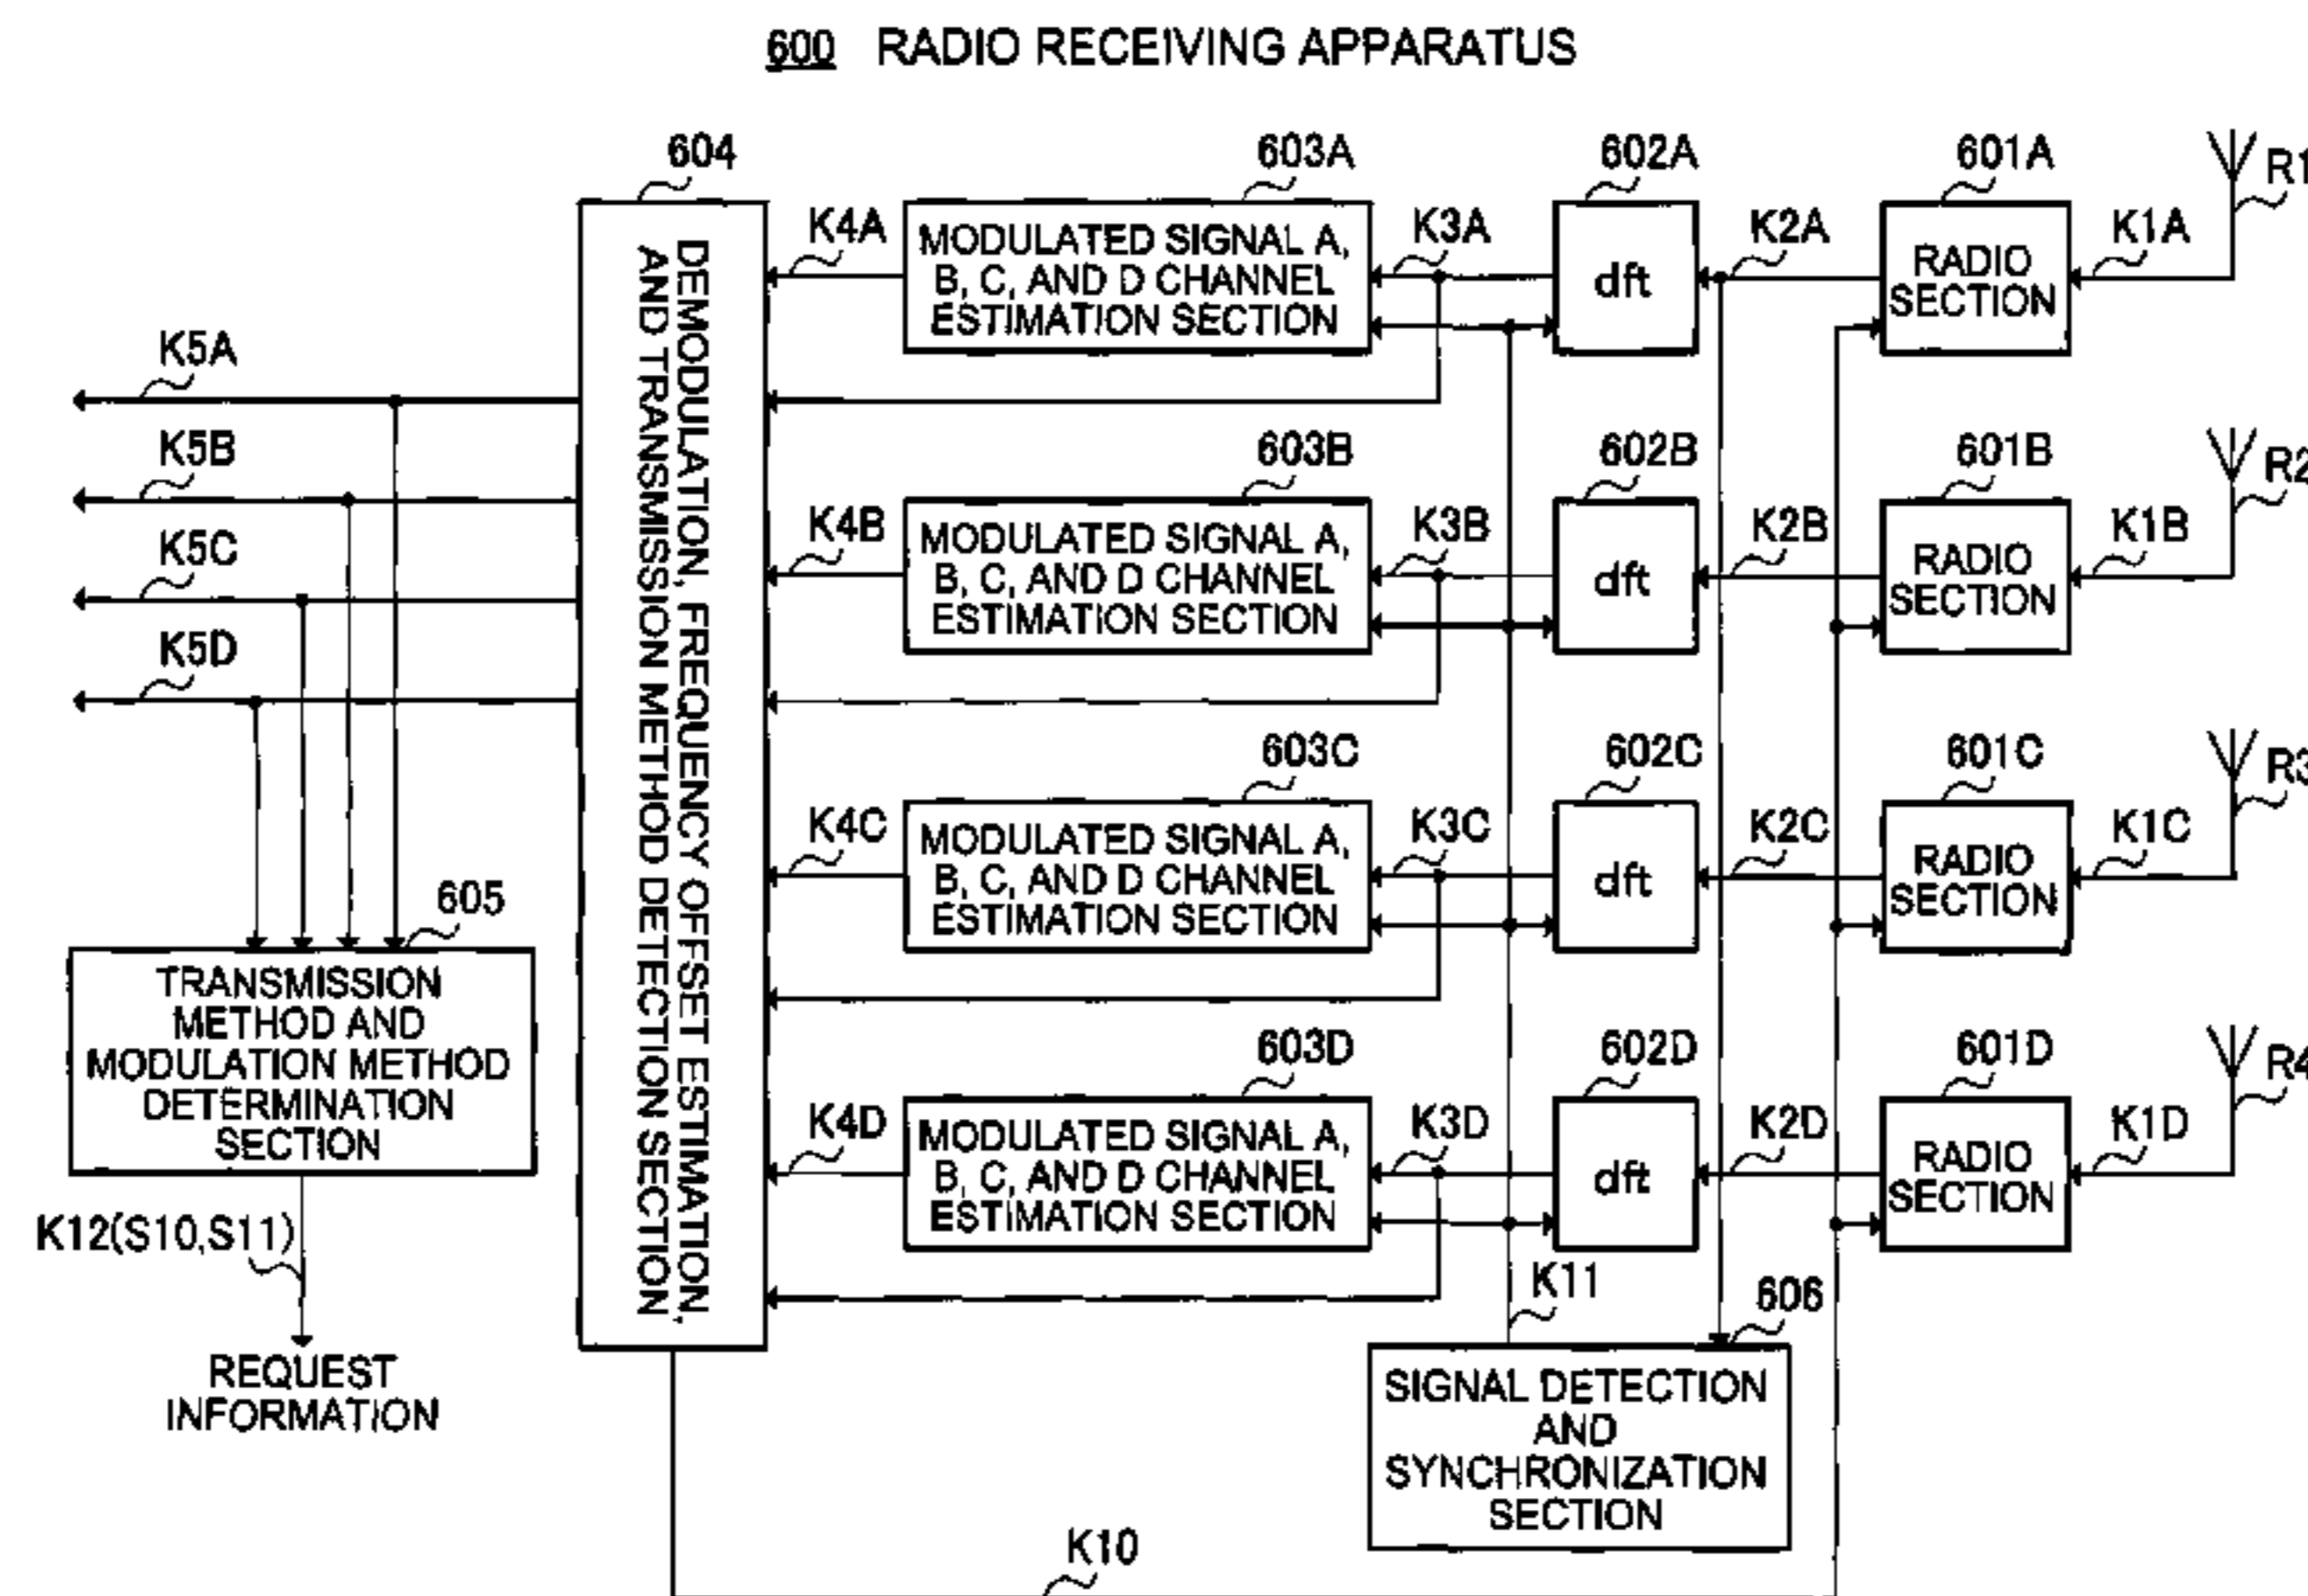 600 RADIO RECEIVING APPARATUS
604
603A
602A
601A
R1
K4A
MODULATED SIGNAL A,
B, C, AND D CHANNEL
ESTIMATION SECTION
K3A
dft
K2A
RADIO
SECTION
K1A
DEMODULATION, FREQUENCY OFFSET ESTIMATION,
AND TRANSMISSION METHOD DETECTION SECTION
K5A
K5B
K5C
K5D
603B
602B
601B
R2
K4B
MODULATED SIGNAL A,
B, C, AND D CHANNEL
ESTIMATION SECTION
K3B
dft
K2B
RADIO
SECTION
K1B
603C
602C
601C
R3
K4C
MODULATED SIGNAL A,
B, C, AND D CHANNEL
ESTIMATION SECTION
K3C
dft
K2C
RADIO
SECTION
K1C
605
TRANSMISSION
METHOD AND
MODULATION METHOD
DETERMINATION
SECTION
603D
602D
601D
R4
K4D
MODULATED SIGNAL A,
B, C, AND D CHANNEL
ESTIMATION SECTION
K3D
dft
K2D
RADIO
SECTION
K1D
K12(S10,S11)
REQUEST
INFORMATION
K11
606
SIGNAL DETECTION
AND
SYNCHRONIZATION
SECTION
K10